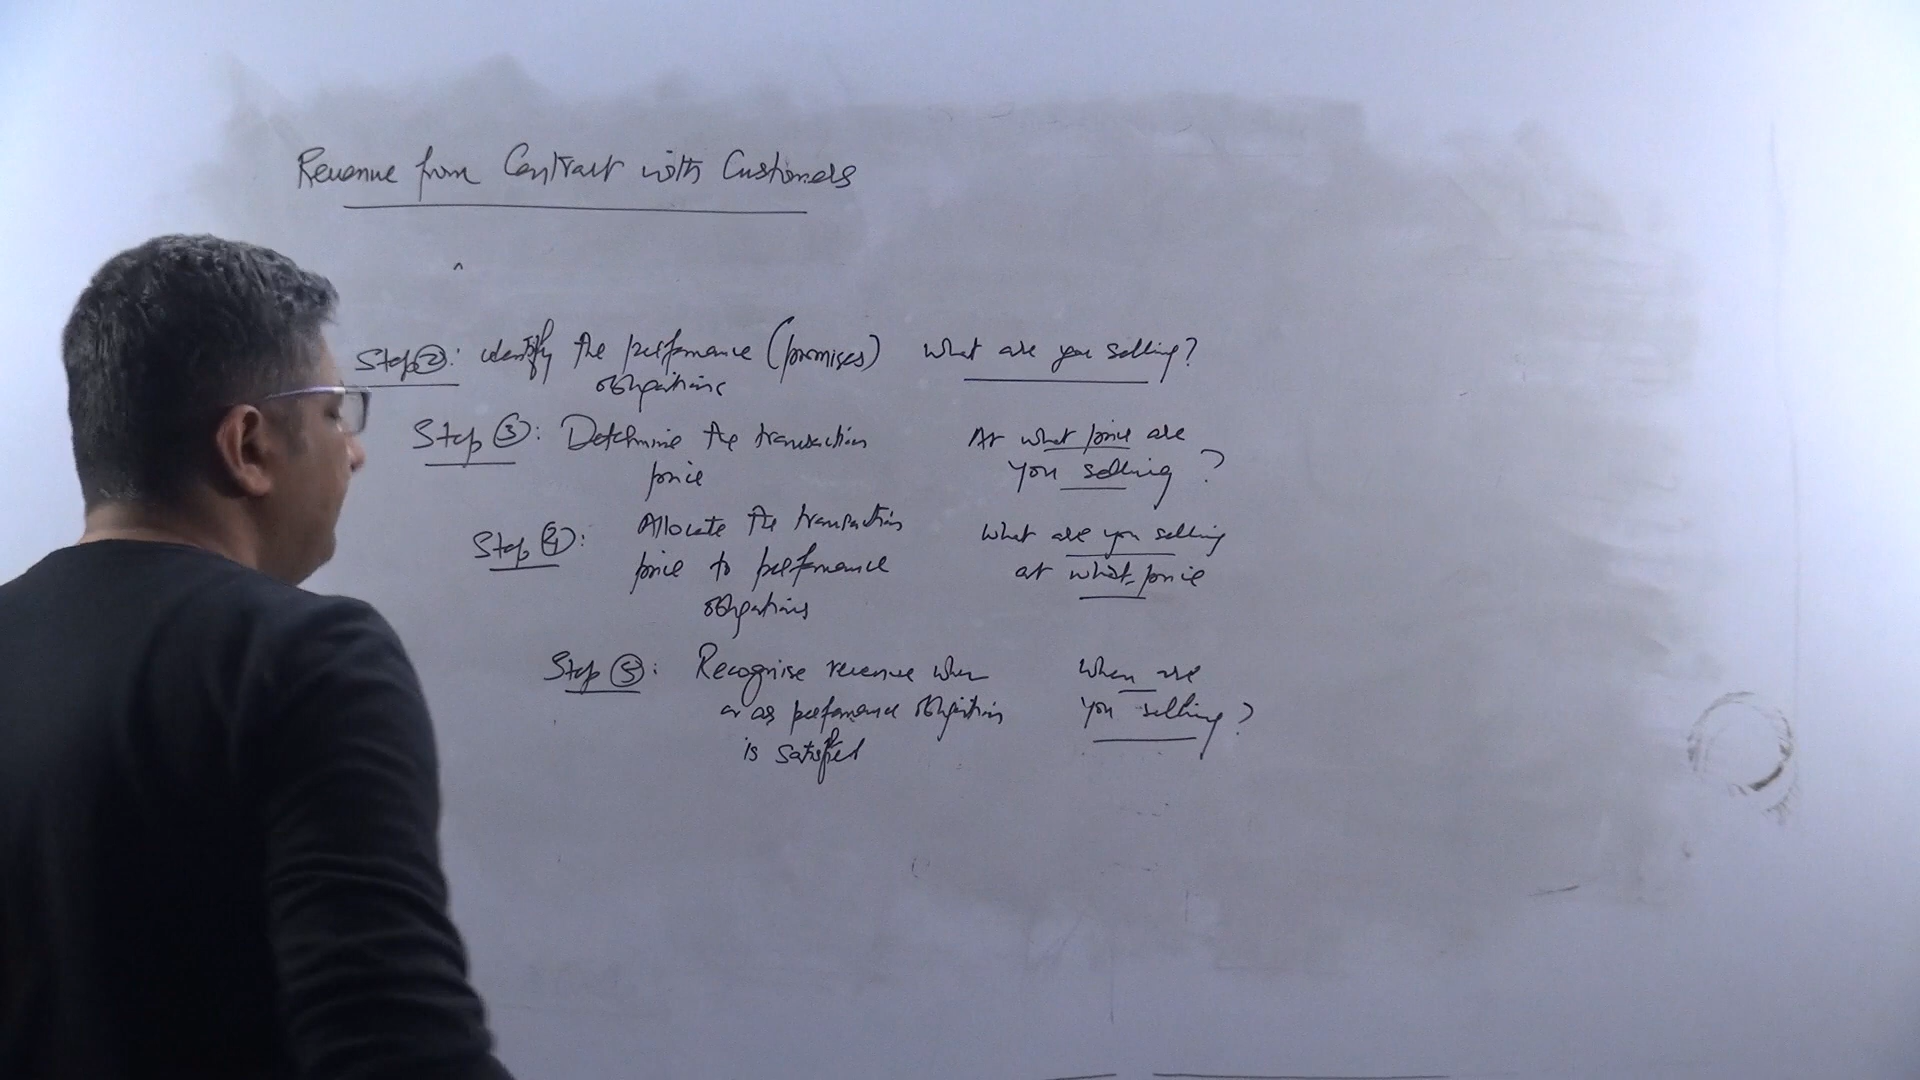 Revenue from Contract with Customers
Step 2: identify the performance (promises) What are you selling?
obligations
Step 3: Determine the transaction At what price are
price you selling ?
Step 4: Allocate the transaction What are you selling
price to performance at what price
obligations
Step 5: Recognise revenue when When are
or as performance obligation you selling ?
is satisfied